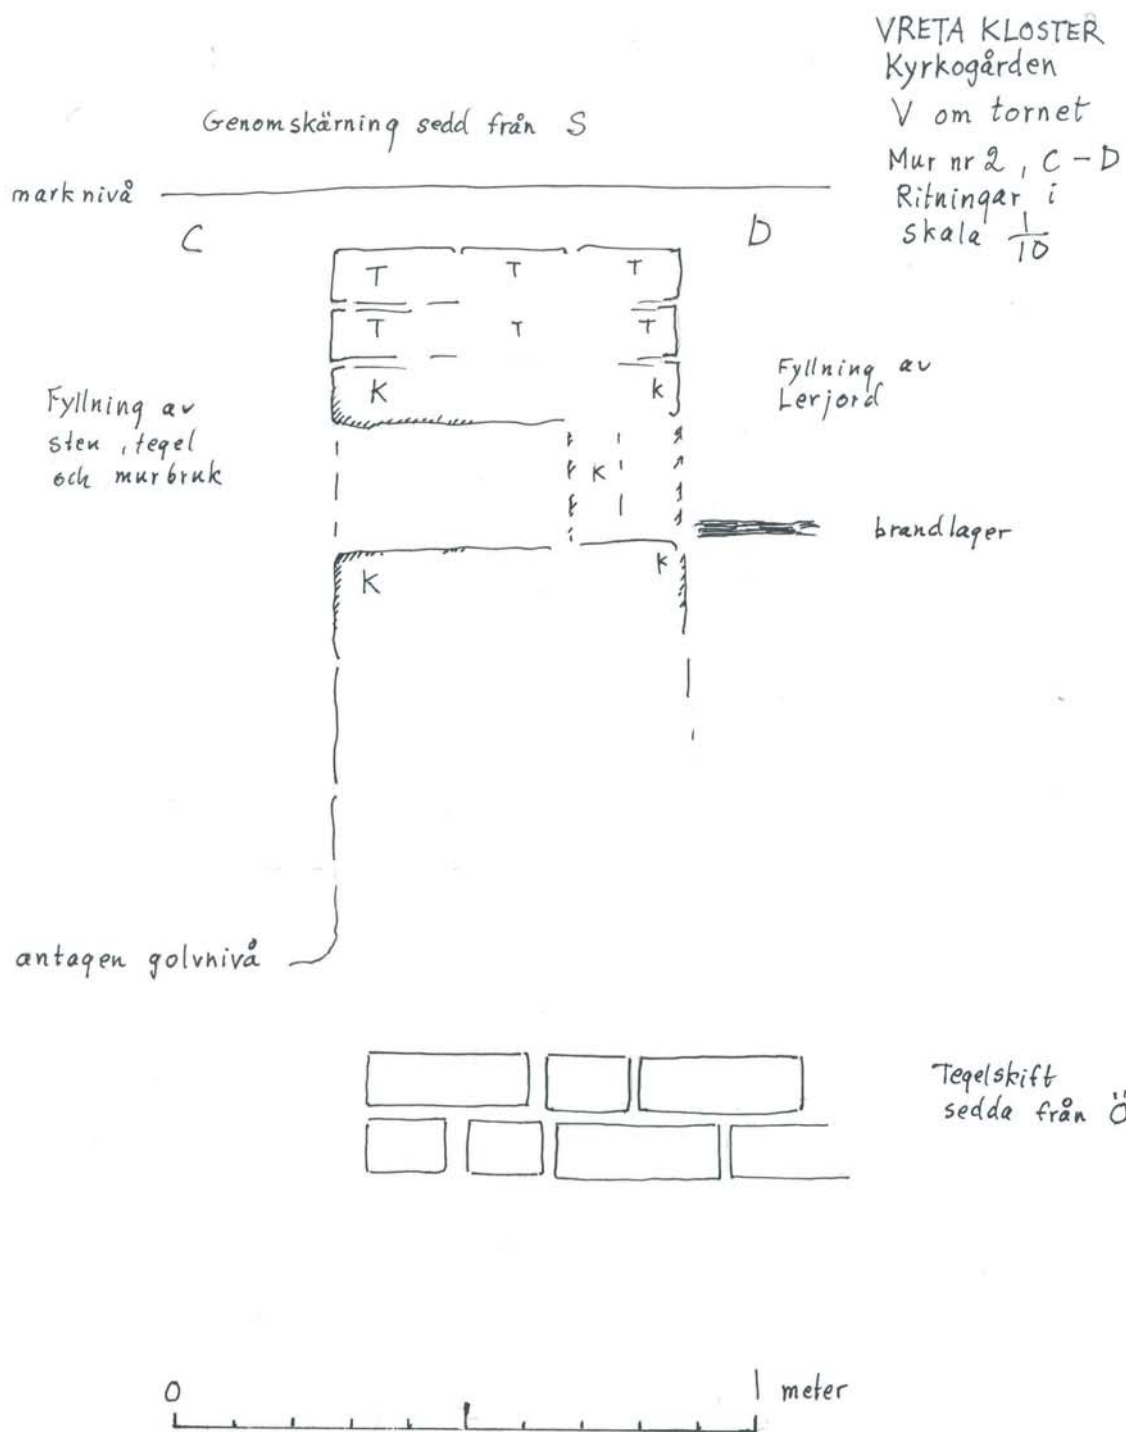 VRETA KLOSTER
Kyrkogården
V om tornet
Mur nr 2, C-D
Ritningar i
skala 1/10
Genomskärning sedd från S
marknivå
C
D
T T T
T T T
K k
Fyllning av
sten, tegel
och murbruk
Fyllning av
Lerjord
K
brandlager
K k
antagen golvnivå
Tegelskift
sedda från Ö
0 1 meter